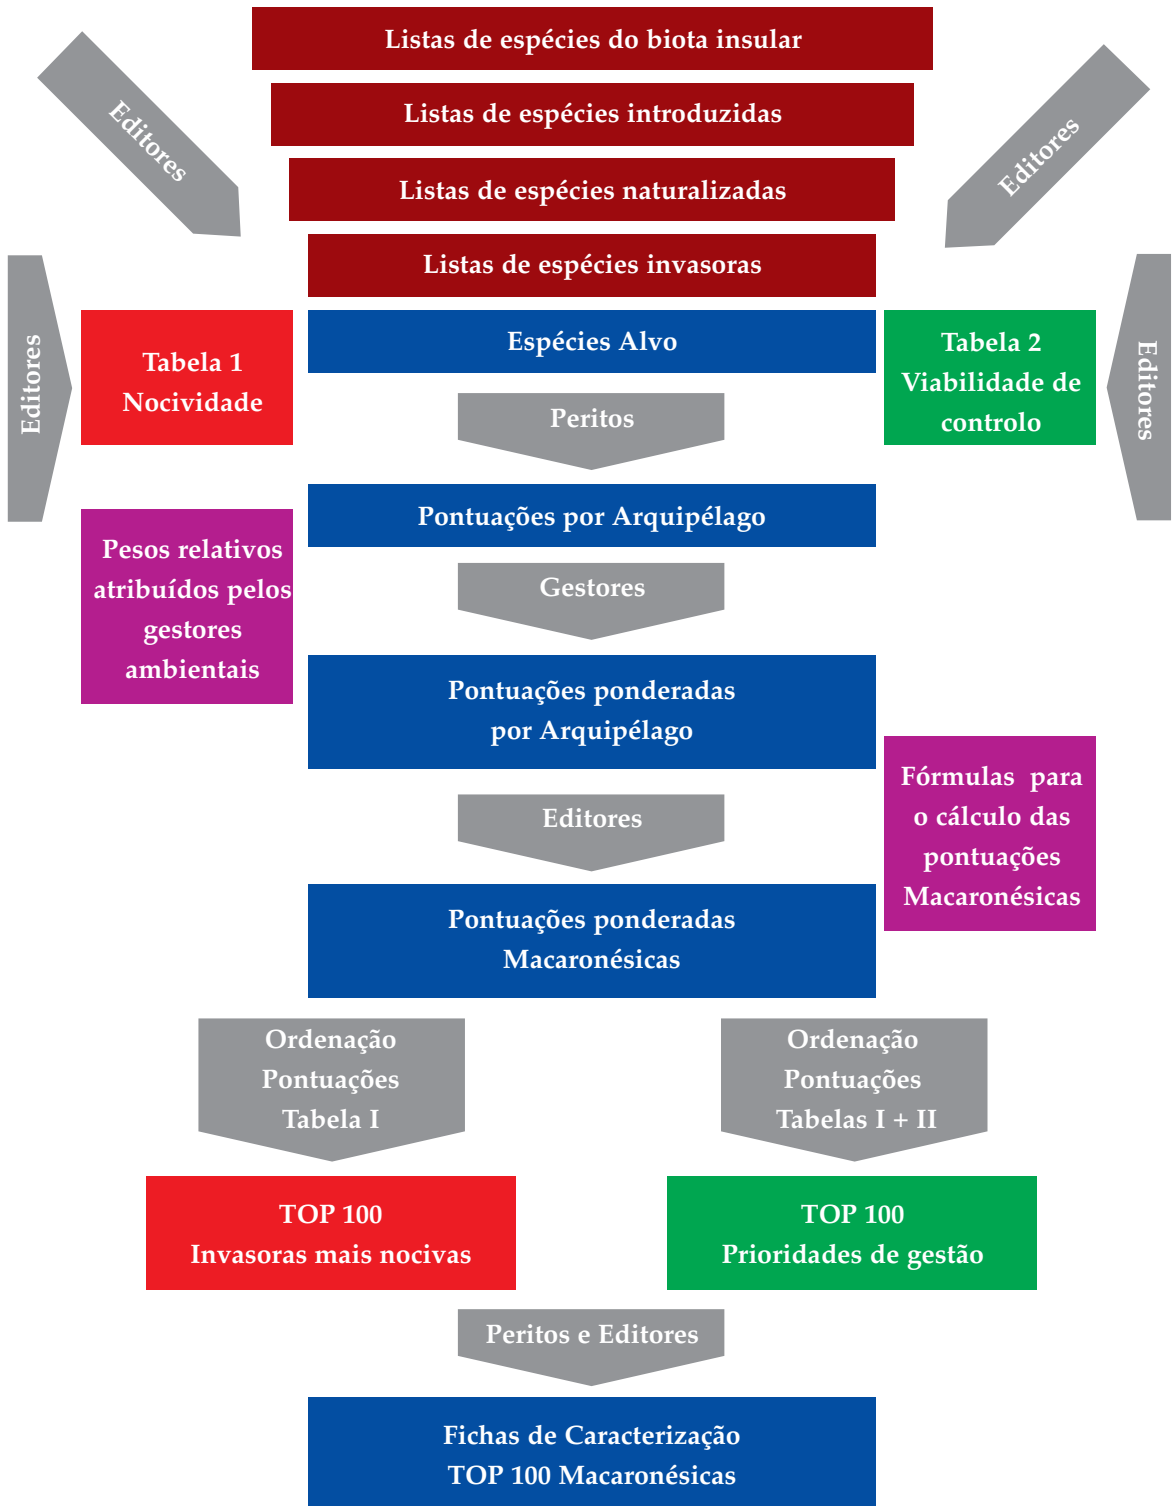 Listas de espécies do biota insular
Editores
Listas de espécies introduzidas
Editores
Listas de espécies naturalizadas
Listas de espécies invasoras
Editores
Tabela 1
Nocividade
Espécies Alvo
Tabela 2
Viabilidade de
controlo
Editores
Peritos
Pontuações por Arquipélago
Pesos relativos
atribuídos pelos
gestores
ambientais
Gestores
Pontuações ponderadas
por Arquipélago
Fórmulas para
o cálculo das
pontuações
Macaronésicas
Editores
Pontuações ponderadas
Macaronésicas
Ordenação
Pontuações
Tabela I
Ordenação
Pontuações
Tabelas I + II
TOP 100
Invasoras mais nocivas
TOP 100
Prioridades de gestão
Peritos e Editores
Fichas de Caracterização
TOP 100 Macaronésicas